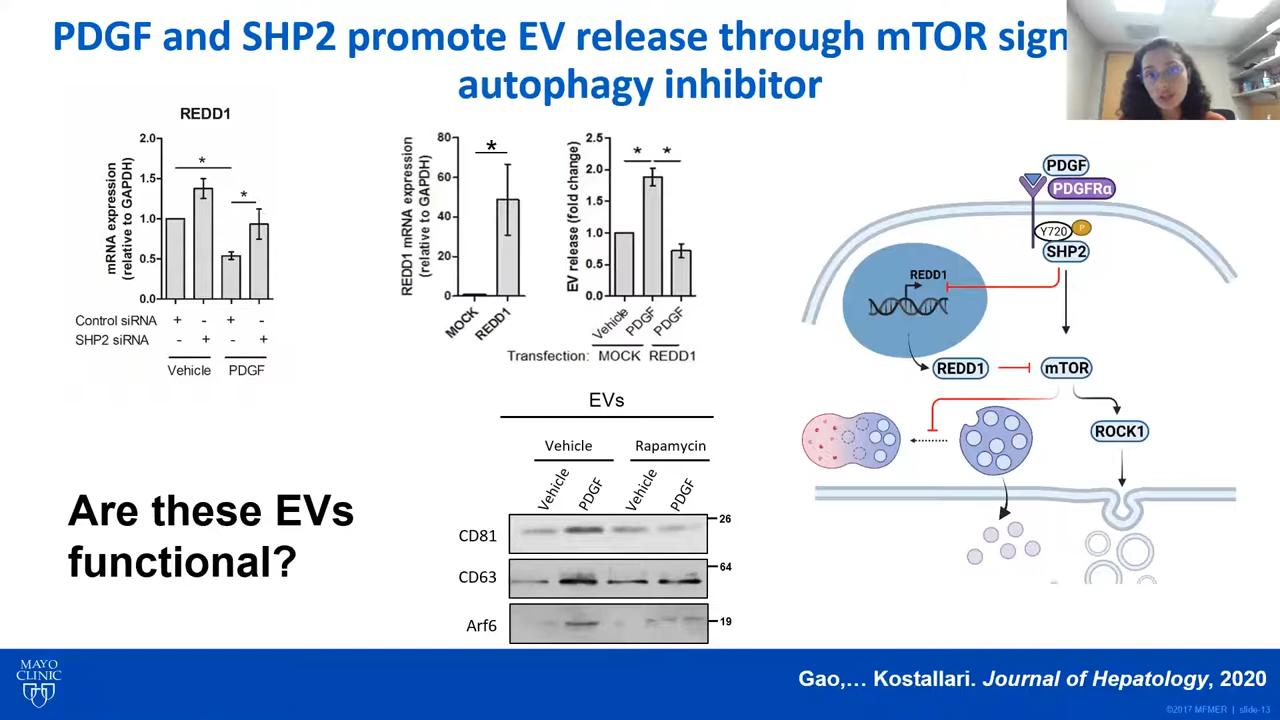 PDGF and SHP2 promote EV release through mTOR sign
autophagy inhibitor
REDD1
mRNA expression
(relative to GAPDH)
2.0
1.5
1.0
0.5
0.0
Control siRNA + - + -
SHP2 siRNA - + - +
Vehicle PDGF
*
*
REDD1 mRNA expression
(relative to GAPDH)
80
60
40
20
0
*
MOCK
REDD1
EV release (fold change)
2.5
2.0
1.5
1.0
0.5
0.0
* *
Vehicle
PDGF
PDGF
Transfection: MOCK REDD1
PDGF
PDGFRα
Y720
P
SHP2
REDD1
REDD1
mTOR
ROCK1
EVs
Vehicle Rapamycin
Vehicle
PDGF
Vehicle
PDGF
CD81
26
CD63
64
Arf6
19
Are these EVs
functional?
MAYO
CLINIC
Gao,… Kostallari. Journal of Hepatology, 2020
©2017 MFMER | slide-13